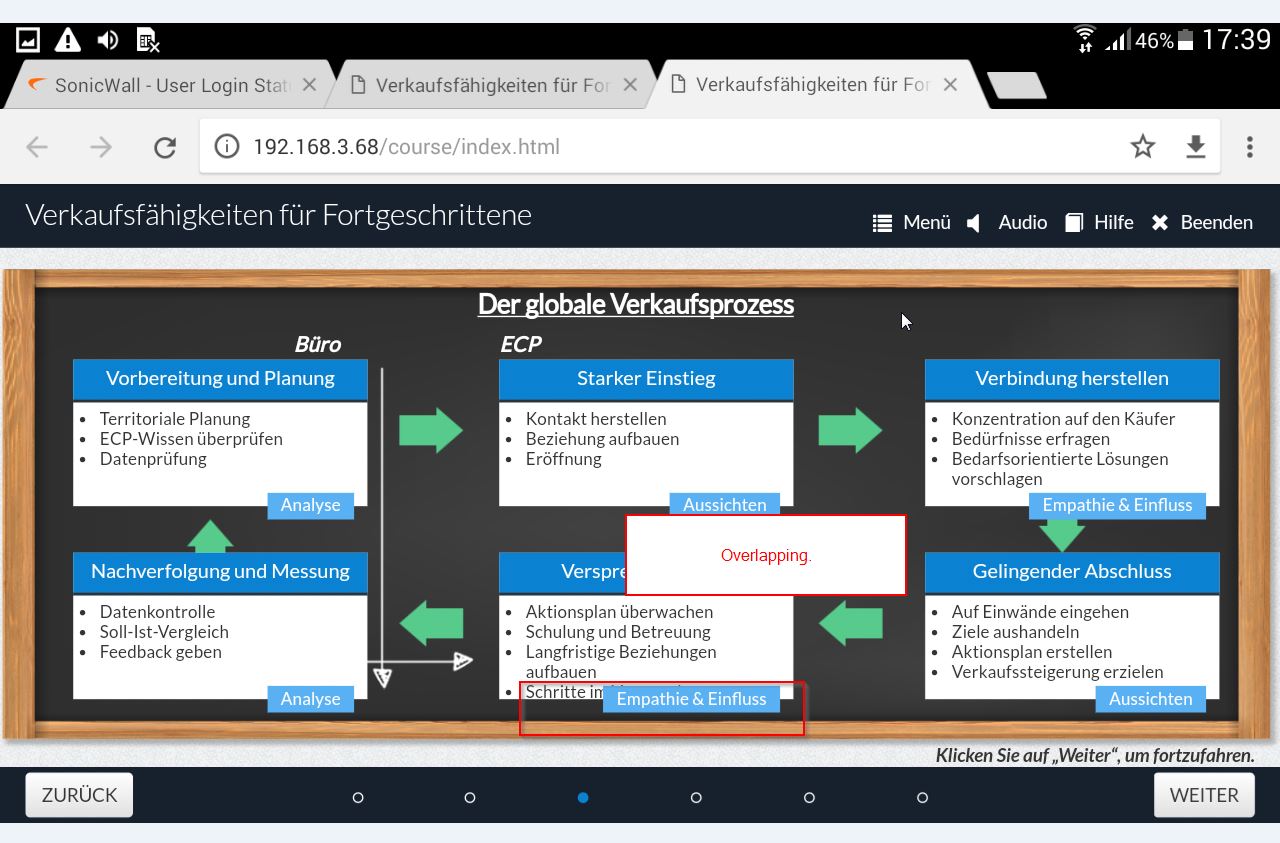 46% 17:39
SonicWall - User Login Stat
Verkaufsfähigkeiten für For
Verkaufsfähigkeiten für For
192.168.3.68/course/index.html
Verkaufsfähigkeiten für Fortgeschrittene
Menü Audio Hilfe Beenden
Der globale Verkaufsprozess
Büro ECP
Vorbereitung und Planung
• Territoriale Planung
• ECP-Wissen überprüfen
• Datenprüfung
Analyse
Starker Einstieg
• Kontakt herstellen
• Beziehung aufbauen
• Eröffnung
Aussichten
Verbindung herstellen
• Konzentration auf den Käufer
• Bedürfnisse erfragen
• Bedarfsorientierte Lösungen
vorschlagen
Empathie & Einfluss
Overlapping.
Nachverfolgung und Messung
• Datenkontrolle
• Soll-Ist-Vergleich
• Feedback geben
Analyse
• Aktionsplan überwachen
• Schulung und Betreuung
• Langfristige Beziehungen
aufbauen
• Schritte
Empathie & Einfluss
Gelingender Abschluss
• Auf Einwände eingehen
• Ziele aushandeln
• Aktionsplan erstellen
• Verkaufssteigerung erzielen
Aussichten
Klicken Sie auf „Weiter“, um fortzufahren.
ZURÜCK WEITER